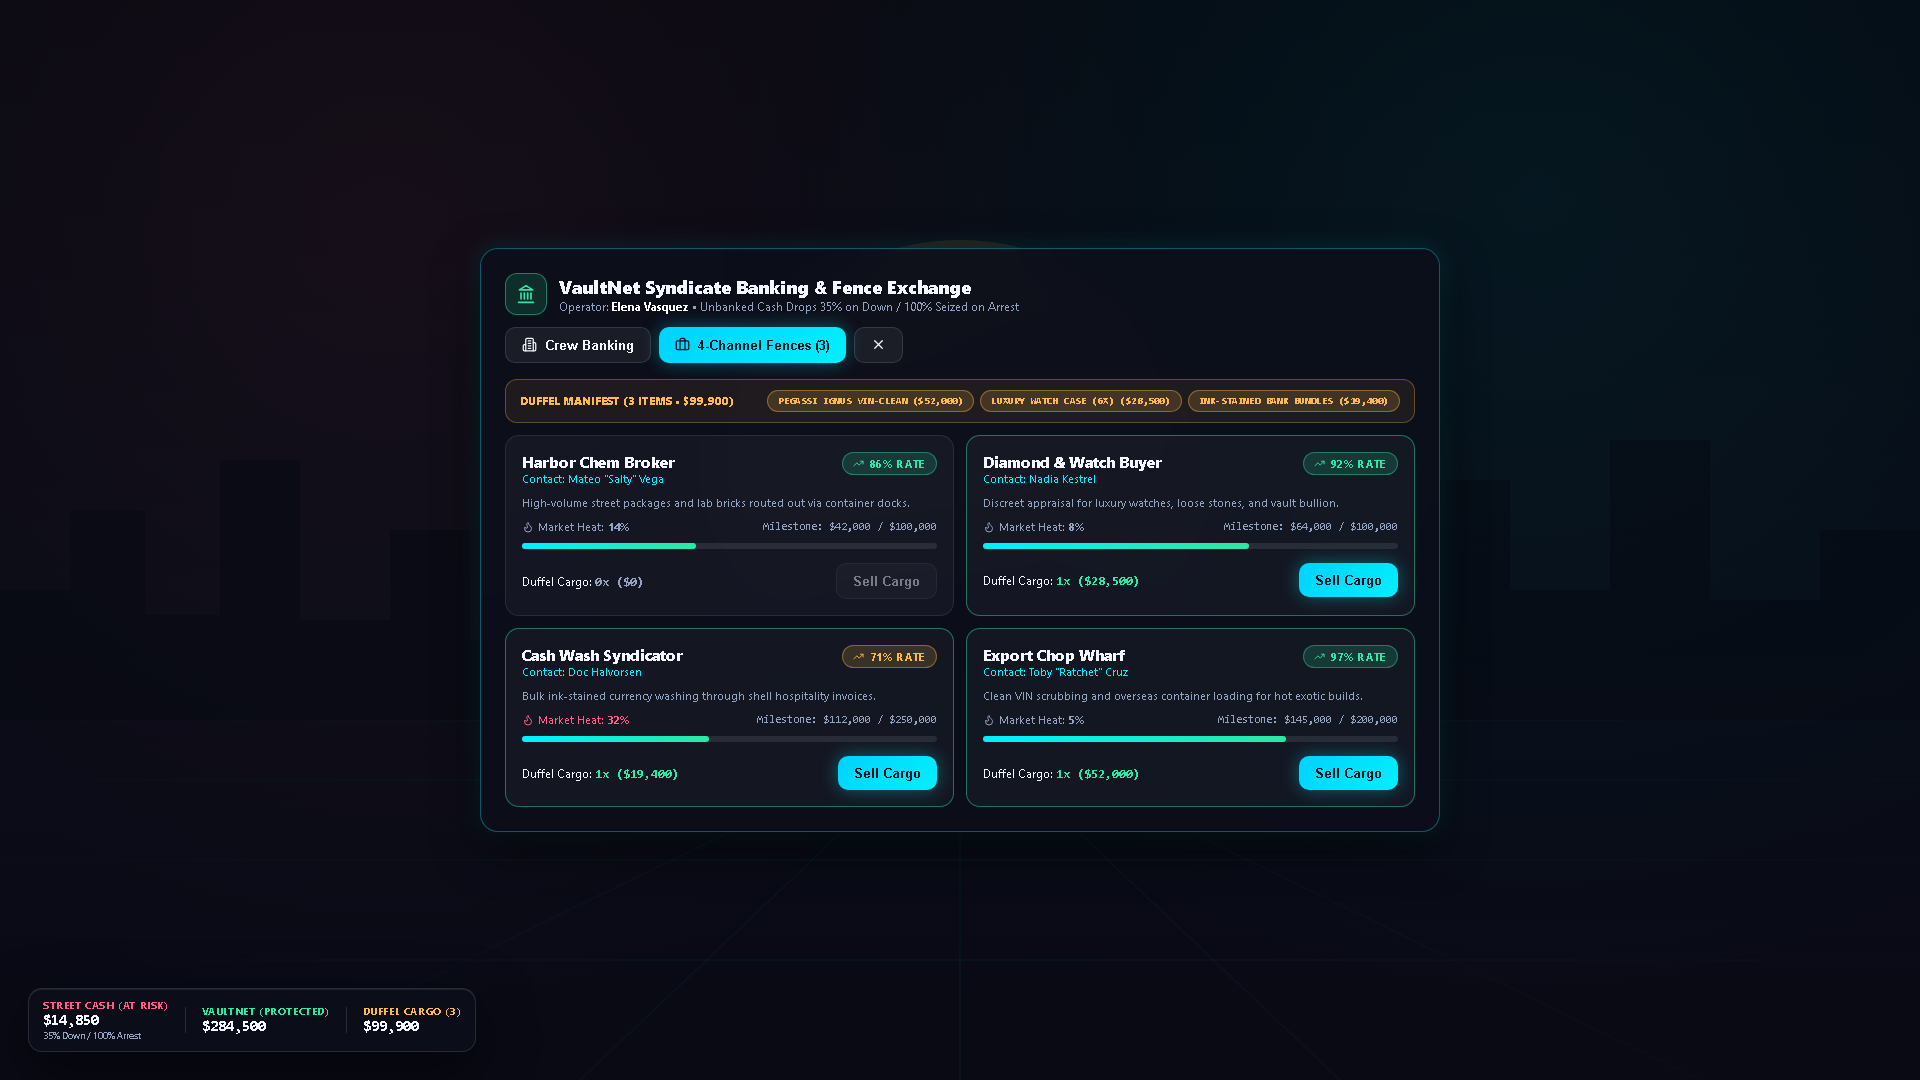 VaultNet Syndicate Banking & Fence Exchange
Operator: Elena Vasquez • Unbanked Cash Drops 35% on Down / 100% Seized on Arrest
Crew Banking
4-Channel Fences (3)
DUFFEL MANIFEST (3 ITEMS • $99,900)
PEGASSI IGNUS VIN-CLEAN ($52,000)
LUXURY WATCH CASE (6X) ($28,500)
INK-STAINED BANK BUNDLES ($19,400)
Harbor Chem Broker
86% RATE
Contact: Mateo "Salty" Vega
High-volume street packages and lab bricks routed out via container docks.
Market Heat: 14%
Milestone: $42,000 / $100,000
Duffel Cargo: 0x ($0)
Sell Cargo
Diamond & Watch Buyer
92% RATE
Contact: Nadia Kestrel
Discreet appraisal for luxury watches, loose stones, and vault bullion.
Market Heat: 8%
Milestone: $64,000 / $100,000
Duffel Cargo: 1x ($28,500)
Sell Cargo
Cash Wash Syndicator
71% RATE
Contact: Doc Halvorsen
Bulk ink-stained currency washing through shell hospitality invoices.
Market Heat: 32%
Milestone: $112,000 / $250,000
Duffel Cargo: 1x ($19,400)
Sell Cargo
Export Chop Wharf
97% RATE
Contact: Toby "Ratchet" Cruz
Clean VIN scrubbing and overseas container loading for hot exotic builds.
Market Heat: 5%
Milestone: $145,000 / $200,000
Duffel Cargo: 1x ($52,000)
Sell Cargo
STREET CASH (AT RISK)
$14,850
35% Down / 100% Arrest
VAULTNET (PROTECTED)
$284,500
DUFFEL CARGO (3)
$99,900